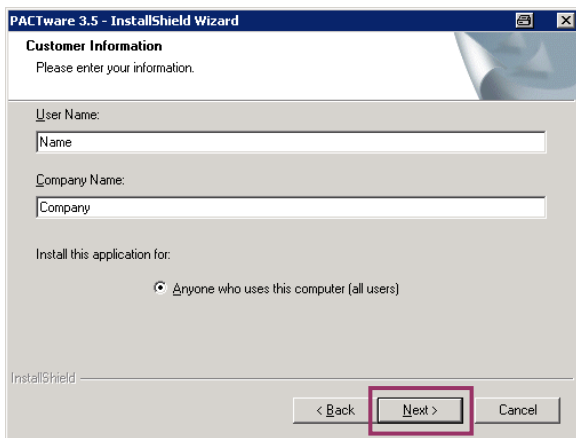 PACTware 3.5 - InstallShield Wizard
Customer Information
Please enter your information.
User Name:
Name
Company Name:
Company
Install this application for:
Anyone who uses this computer (all users)
InstallShield
< Back Next > Cancel